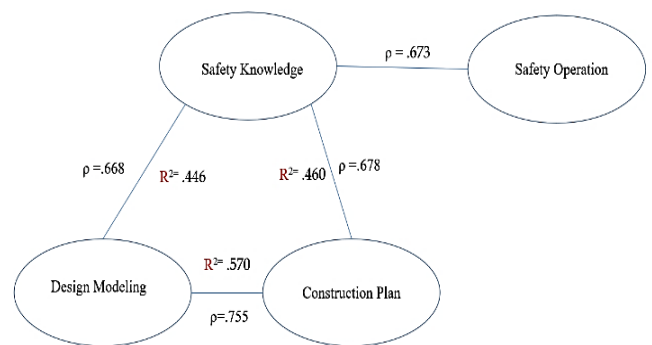 Safety Knowledge
ρ = .673
Safety Operation
ρ =.668
R²= .446
R²= .460
ρ =.678
Design Modeling
R²= .570
ρ=.755
Construction Plan